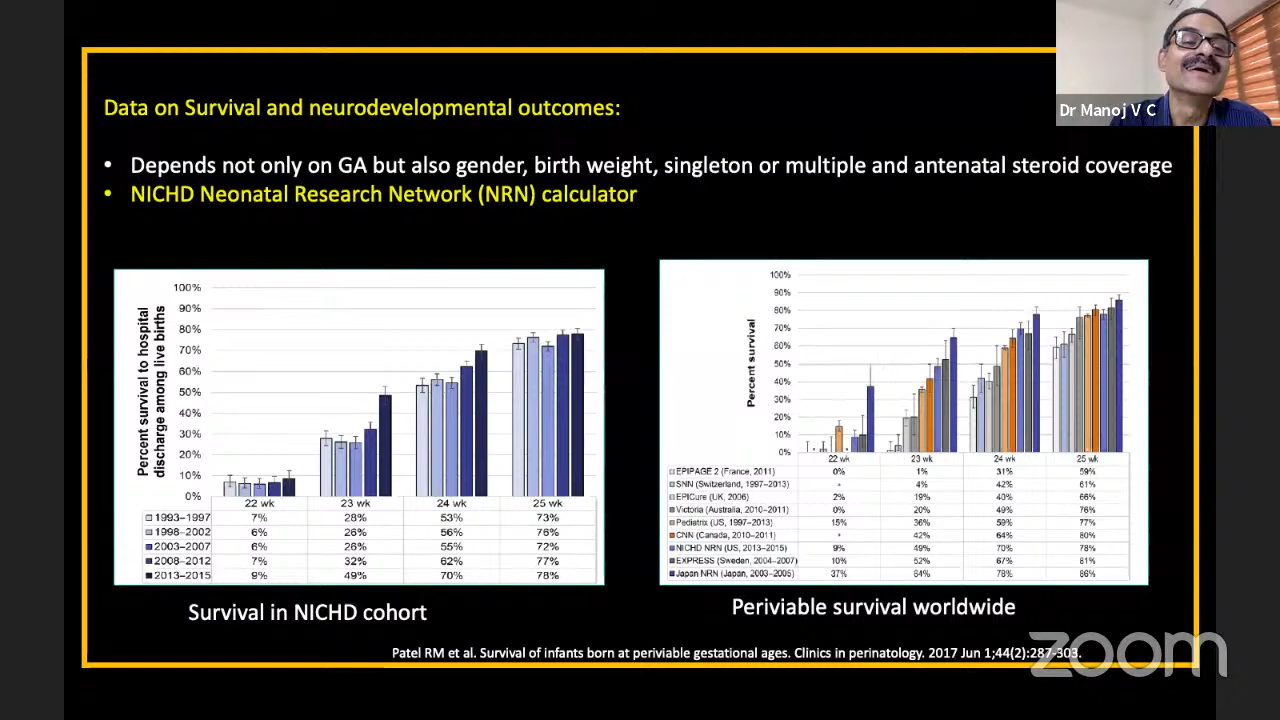 Dr Manoj V C
Data on Survival and neurodevelopmental outcomes:
• Depends not only on GA but also gender, birth weight, singleton or multiple and antenatal steroid coverage
• NICHD Neonatal Research Network (NRN) calculator
Percent survival to hospital
discharge among live births
100%
90%
80%
70%
60%
50%
40%
30%
20%
10%
0%
22 wk 23 wk 24 wk 25 wk
1993–1997 7% 28% 53% 73%
1998–2002 6% 26% 56% 76%
2003–2007 6% 26% 55% 72%
2008–2012 7% 32% 62% 77%
2013–2015 9% 49% 70% 78%
Survival in NICHD cohort
Percent survival
100%
90%
80%
70%
60%
50%
40%
30%
20%
10%
0%
22 wk 23 wk 24 wk 25 wk
EPIPAGE 2 (France, 2011) 0% 1% 31% 59%
SNN (Switzerland, 1997–2013) * 4% 42% 61%
EPICure (UK, 2006) 2% 19% 40% 66%
Victoria (Australia, 2010–2011) 0% 20% 49% 76%
Pediatrix (US, 1997–2013) 15% 36% 59% 77%
CNN (Canada, 2010–2011) * 42% 64% 80%
NICHD NRN (US, 2013–2015) 9% 49% 70% 78%
EXPRESS (Sweden, 2004–2007) 10% 52% 67% 81%
Japan NRN (Japan, 2003–2005) 37% 64% 78% 86%
Periviable survival worldwide
Patel RM et al. Survival of infants born at periviable gestational ages. Clinics in perinatology. 2017 Jun 1;44(2):287-303.
zoom